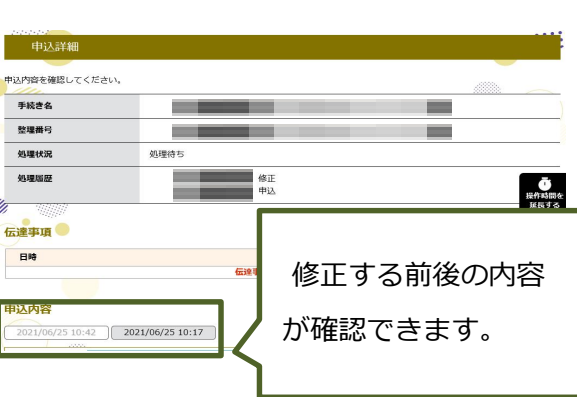 申込詳細
申込内容を確認してください。
手続き名
整理番号
処理状況 処理待ち
処理履歴 修正
申込
操作時間を
延長する
伝達事項
日時
伝達事
修正する前後の内容
が確認できます。
申込内容
2021/06/25 10:42 2021/06/25 10:17